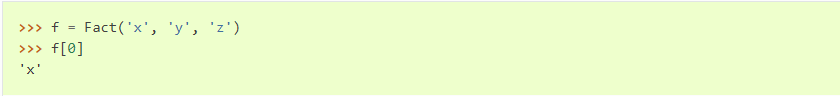 >>> f = Fact('x', 'y', 'z')
>>> f[0]
'x'